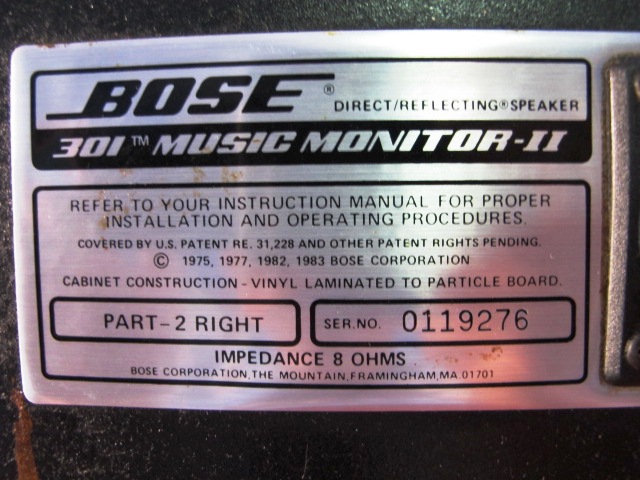 BOSE® DIRECT/REFLECTING® SPEAKER
301™ MUSIC MONITOR-II
REFER TO YOUR INSTRUCTION MANUAL FOR PROPER
INSTALLATION AND OPERATING PROCEDURES.
COVERED BY U.S. PATENT RE. 31,228 AND OTHER PATENT RIGHTS PENDING.
© 1975, 1977, 1982, 1983 BOSE CORPORATION
CABINET CONSTRUCTION - VINYL LAMINATED TO PARTICLE BOARD.
PART-2 RIGHT SER.NO. 0119276
IMPEDANCE 8 OHMS
BOSE CORPORATION, THE MOUNTAIN, FRAMINGHAM, MA. 01701